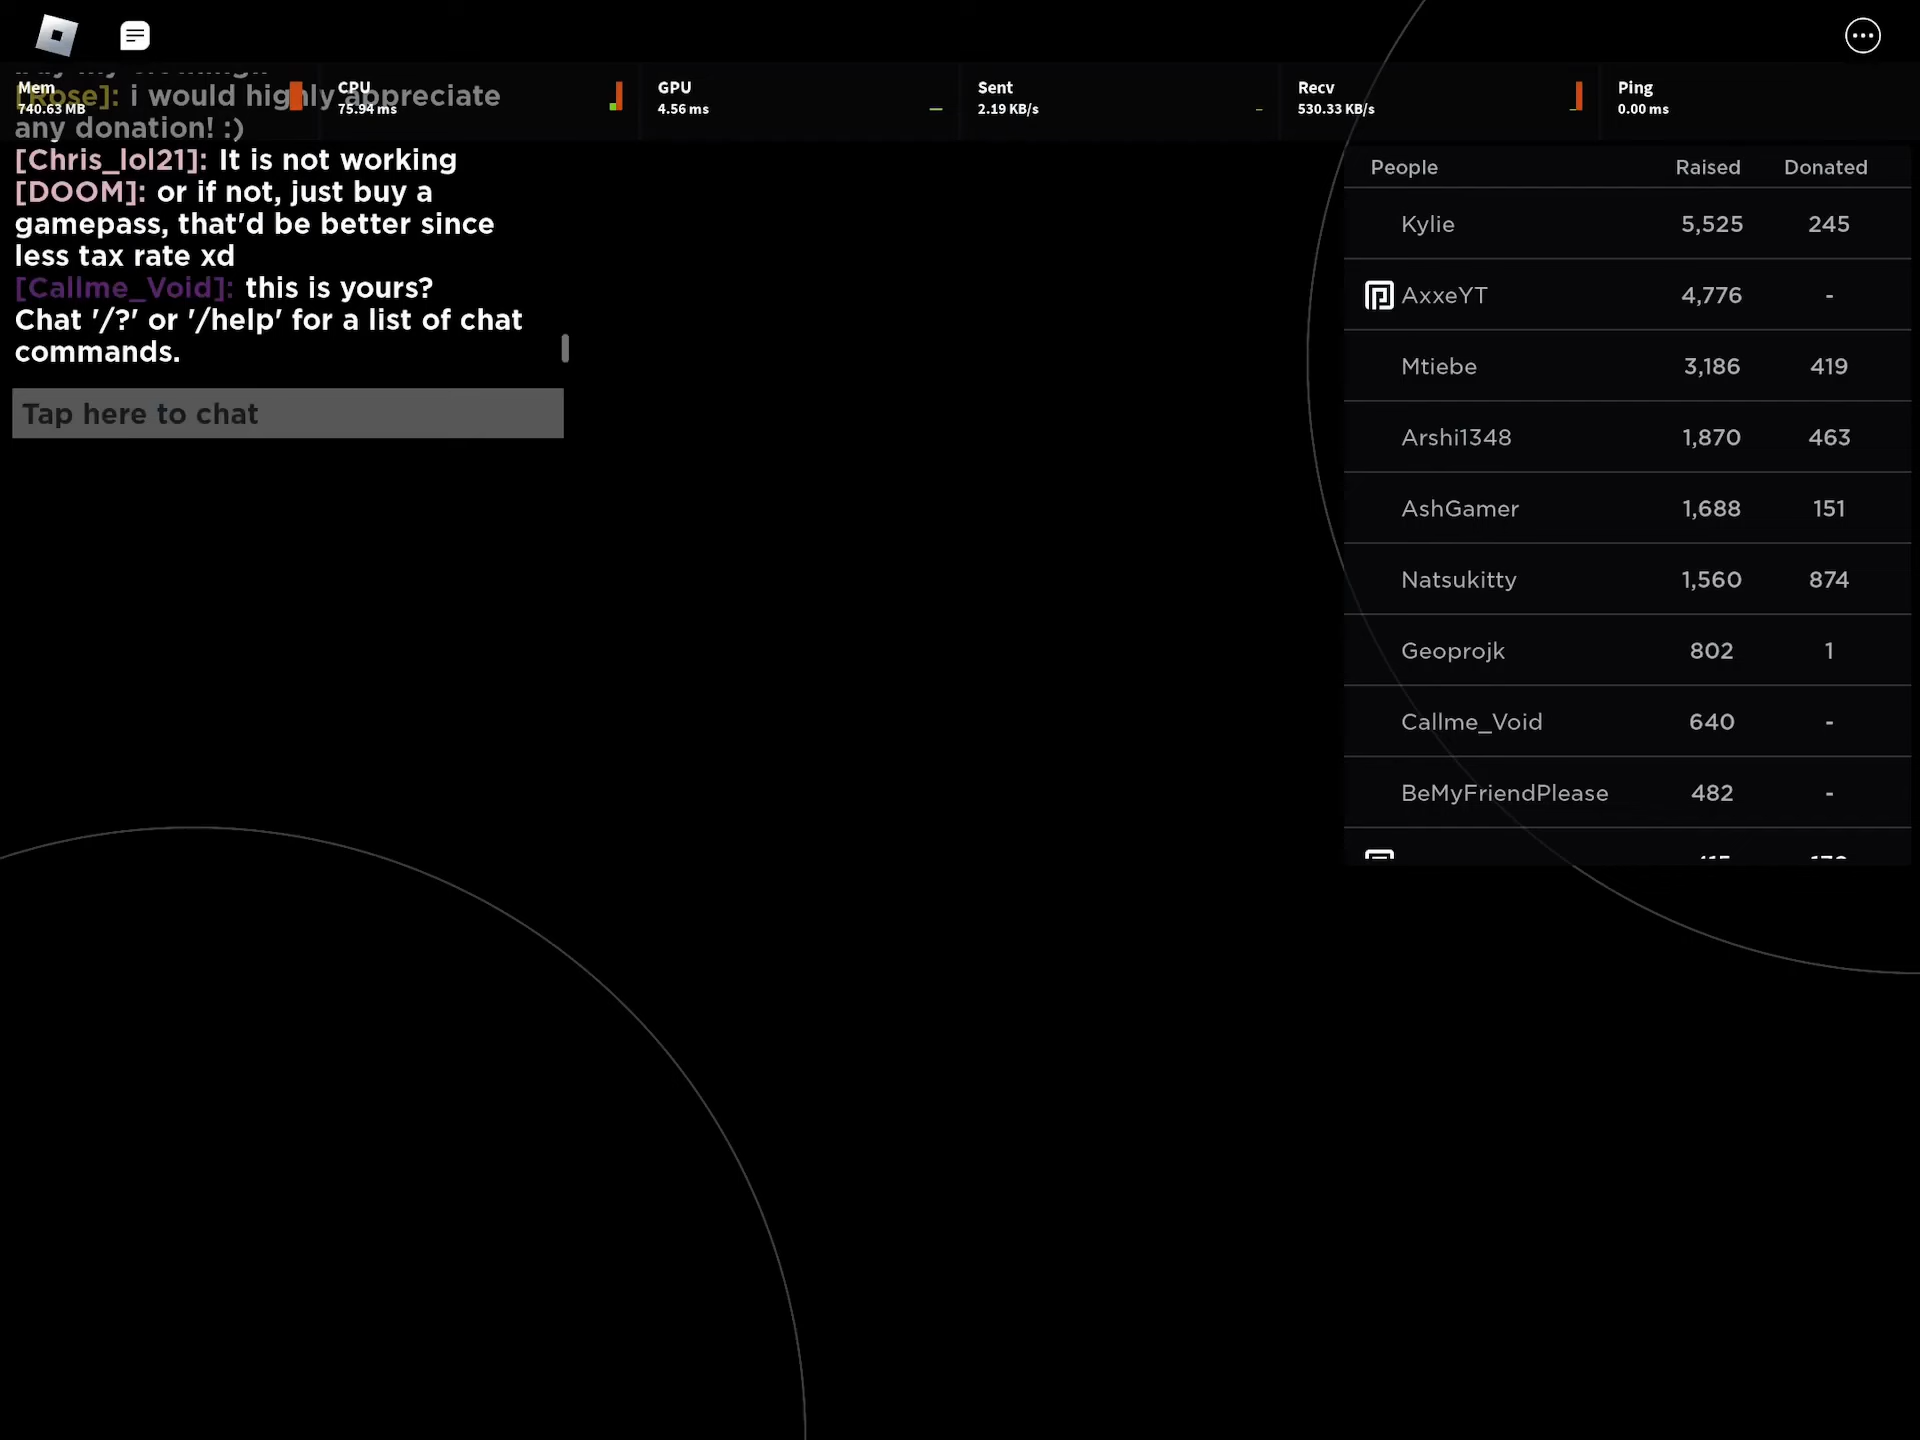 Mem
740.63 MB
CPU
75.94 ms
GPU
4.56 ms
Sent
2.19 KB/s
Recv
530.33 KB/s
Ping
0.00 ms
[Rose]: i would highly appreciate
any donation! :)
[Chris_lol21]: It is not working
[DOOM]: or if not, just buy a
gamepass, that'd be better since
less tax rate xd
[Callme_Void]: this is yours?
Chat '/?' or '/help' for a list of chat
commands.
Tap here to chat
People Raised Donated
Kylie 5,525 245
AxxeYT 4,776 -
Mtiebe 3,186 419
Arshi1348 1,870 463
AshGamer 1,688 151
Natsukitty 1,560 874
Geoprojk 802 1
Callme_Void 640 -
BeMyFriendPlease 482 -